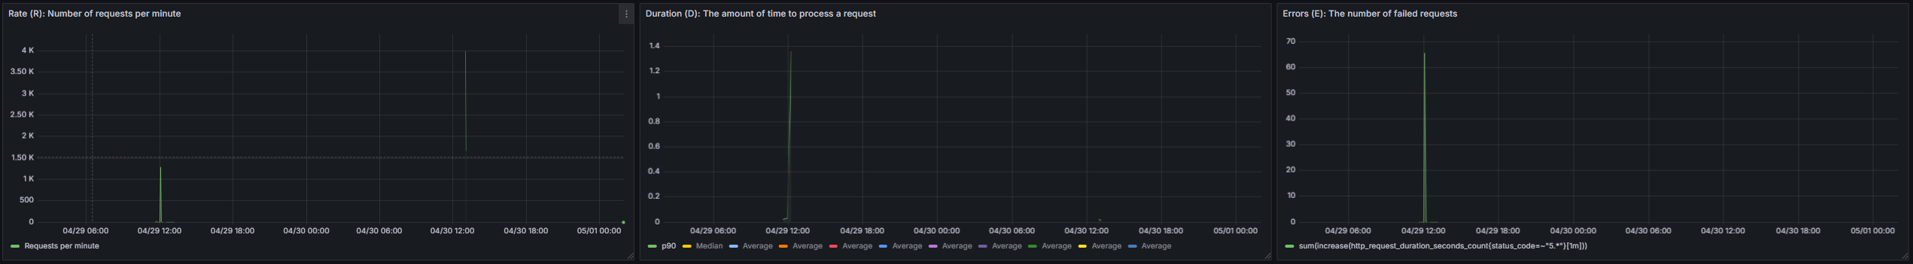 Rate (R): Number of requests per minute
4 K
3.50 K
3 K
2.50 K
2 K
1.50 K
1 K
500
0
04/29 06:00 04/29 12:00 04/29 18:00 04/30 00:00 04/30 06:00 04/30 12:00 04/30 18:00 05/01 00:00
Requests per minute
Duration (D): The amount of time to process a request
1.4
1.2
1
0.8
0.6
0.4
0.2
0
04/29 06:00 04/29 12:00 04/29 18:00 04/30 00:00 04/30 06:00 04/30 12:00 04/30 18:00 05/01 00:00
p90 Median Average Average Average Average Average Average Average Average Average
Errors (E): The number of failed requests
70
60
50
40
30
20
10
0
04/29 06:00 04/29 12:00 04/29 18:00 04/30 00:00 04/30 06:00 04/30 12:00 04/30 18:00 05/01 00:00
sum(increase(http_request_duration_seconds_count{status_code=~"5.*"}[1m]))